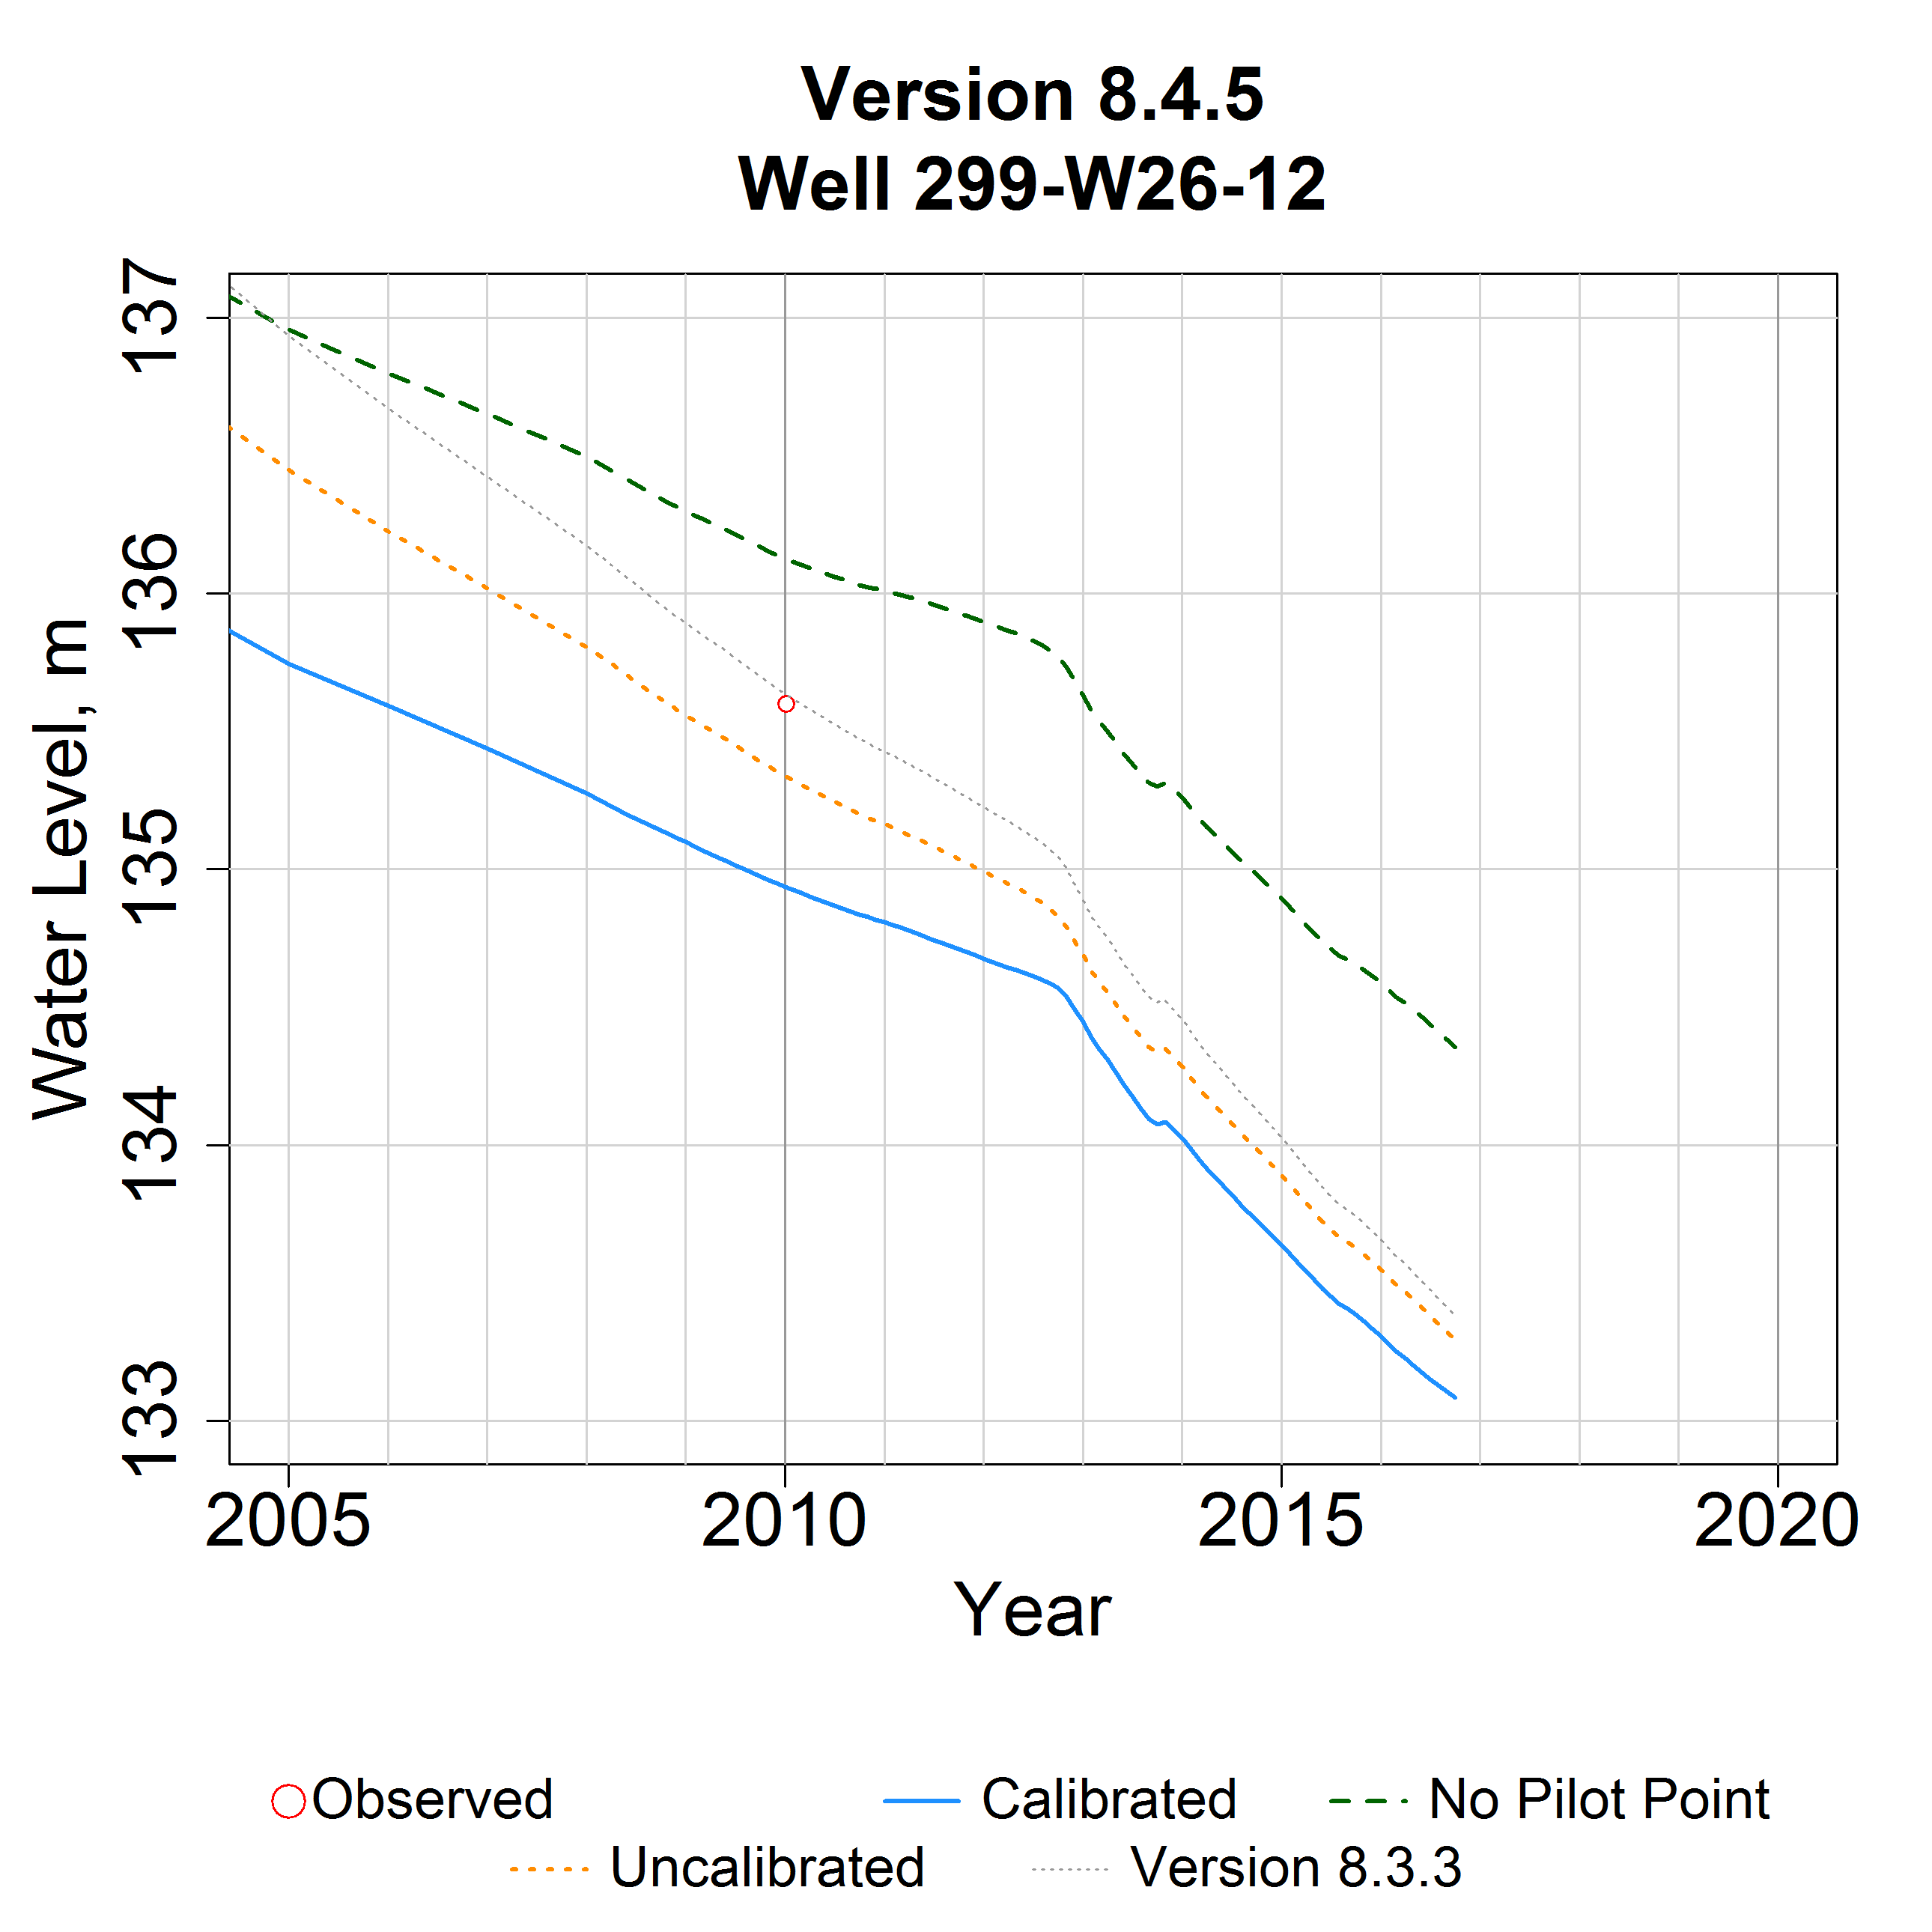 Version 8.4.5
Well 299-W26-12
Water Level, m
137
136
135
134
133
2005 2010 2015 2020
Year
Observed Calibrated No Pilot Point
Uncalibrated Version 8.3.3